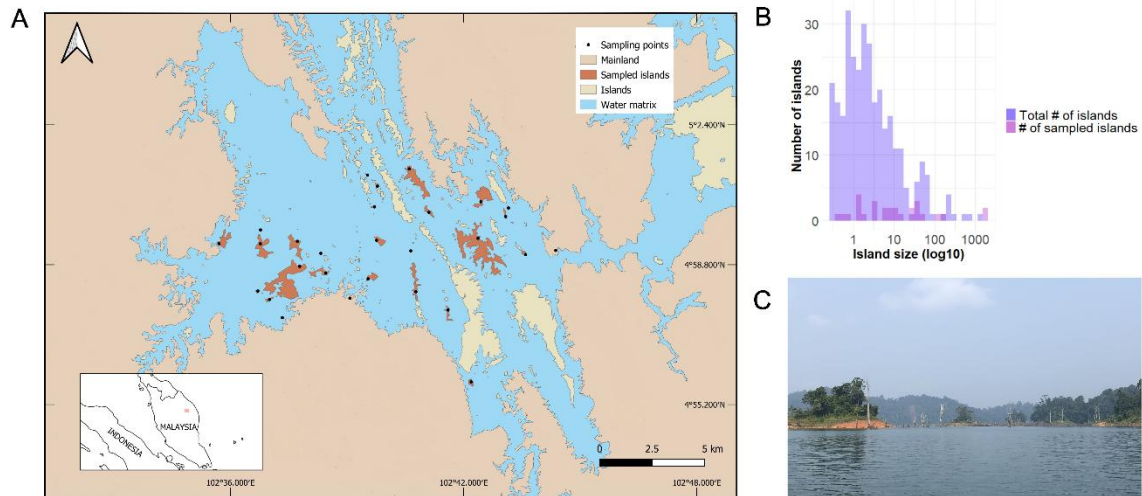 A
Sampling points
Mainland
Sampled islands
Islands
Water matrix
5°2.400'N
4°58.800'N
4°55.200'N
MALAYSIA
INDONESIA
0 2.5 5 km
102°36.000'E
102°42.000'E
102°48.000'E
B
Number of islands
30
20
10
0
1 10 100 1000
Island size (log10)
Total # of islands
# of sampled islands
C